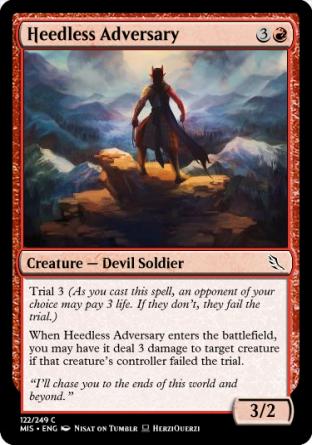 Heedless Adversary 3
Creature — Devil Soldier
Trial 3 (As you cast this spell, an opponent of your
choice may pay 3 life. If they don't, they fail the
trial.)
When Heedless Adversary enters the battlefield,
you may have it deal 3 damage to target creature
if that creature's controller failed the trial.
"I'll chase you to the ends of this world and
beyond."
3/2
122/249 C
MIS • ENG Nisat on Tumblr HerziQuerzi